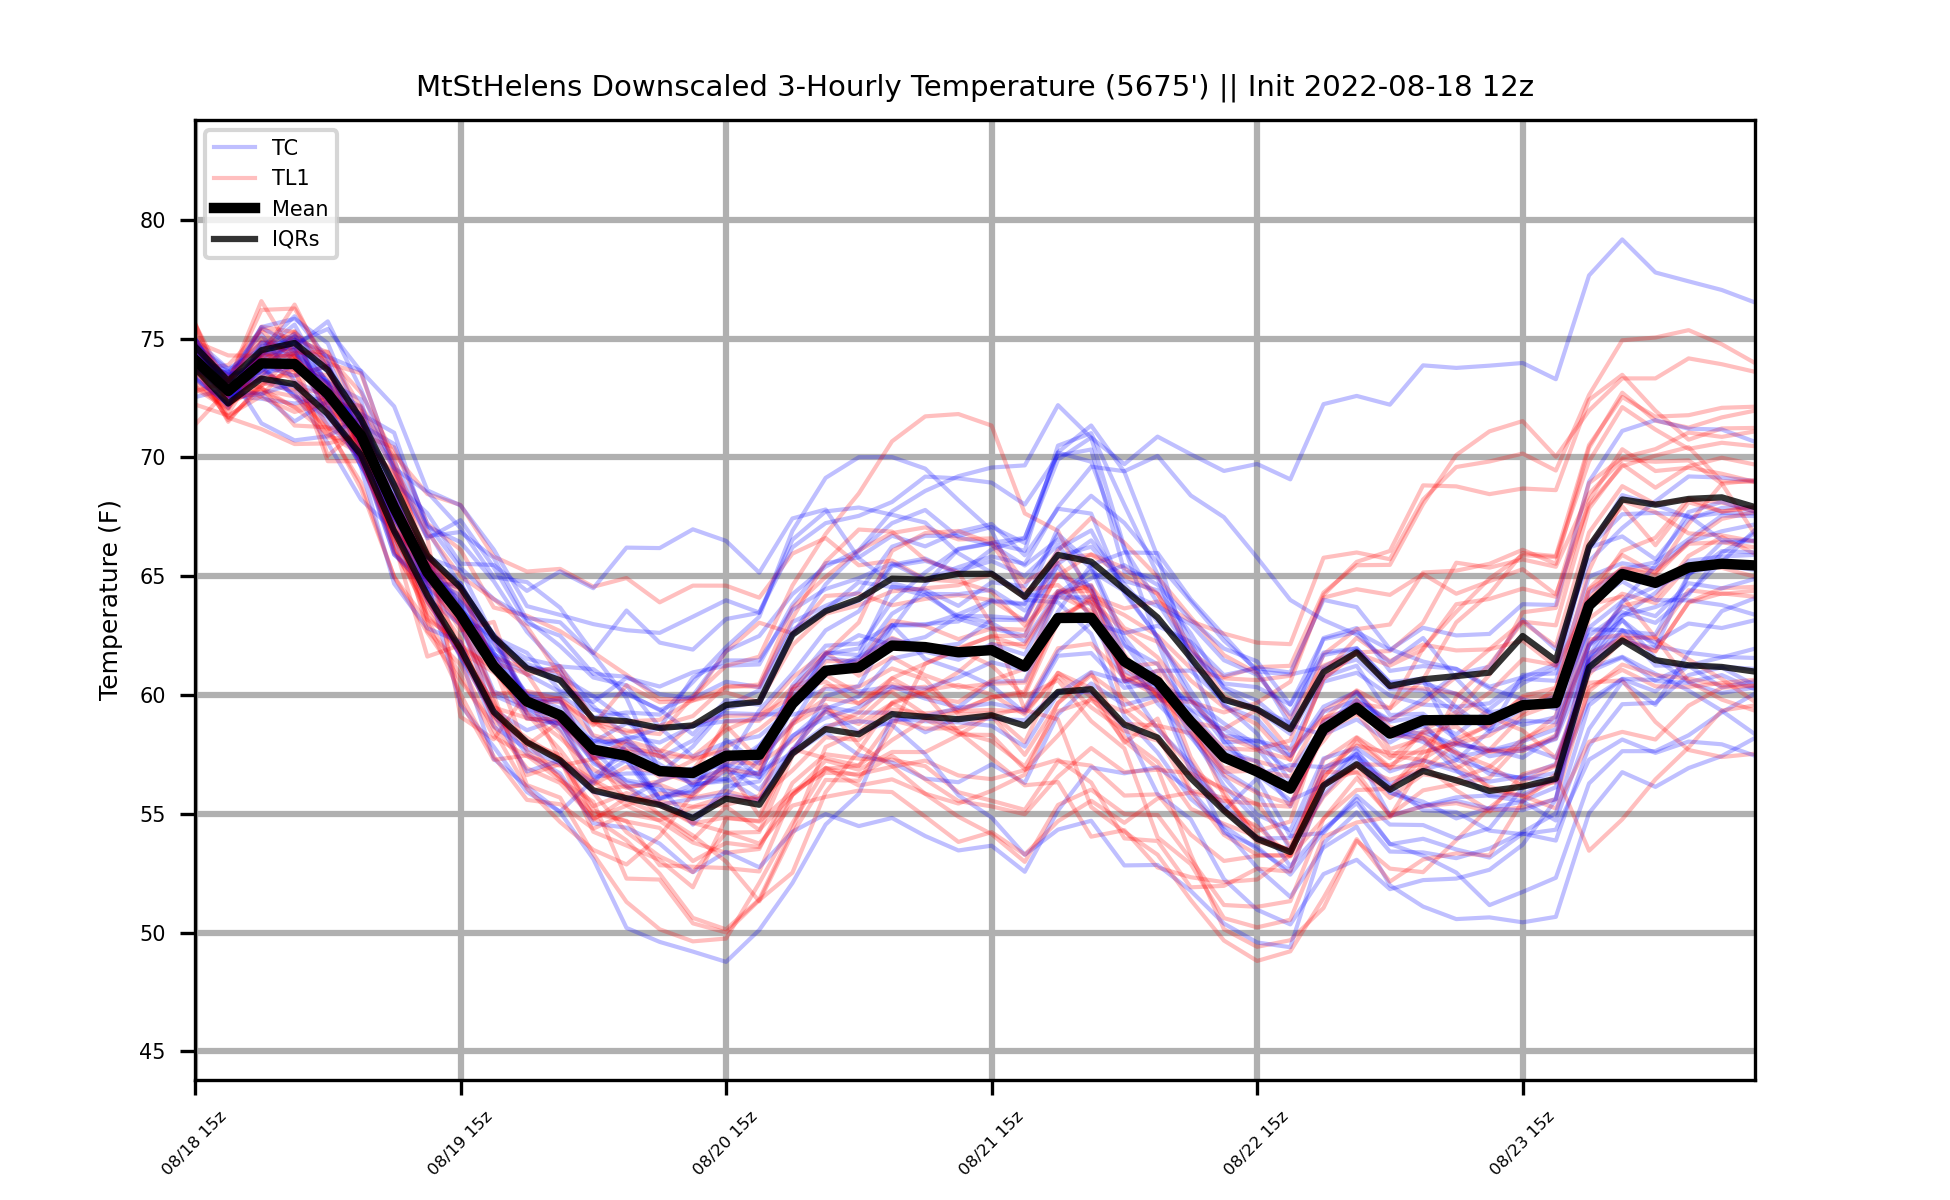 MtStHelens Downscaled 3-Hourly Temperature (5675') || Init 2022-08-18 12z
TC
TL1
Mean
IQRs
Temperature (F)
80
75
70
65
60
55
50
45
08/18 15z
08/19 15z
08/20 15z
08/21 15z
08/22 15z
08/23 15z